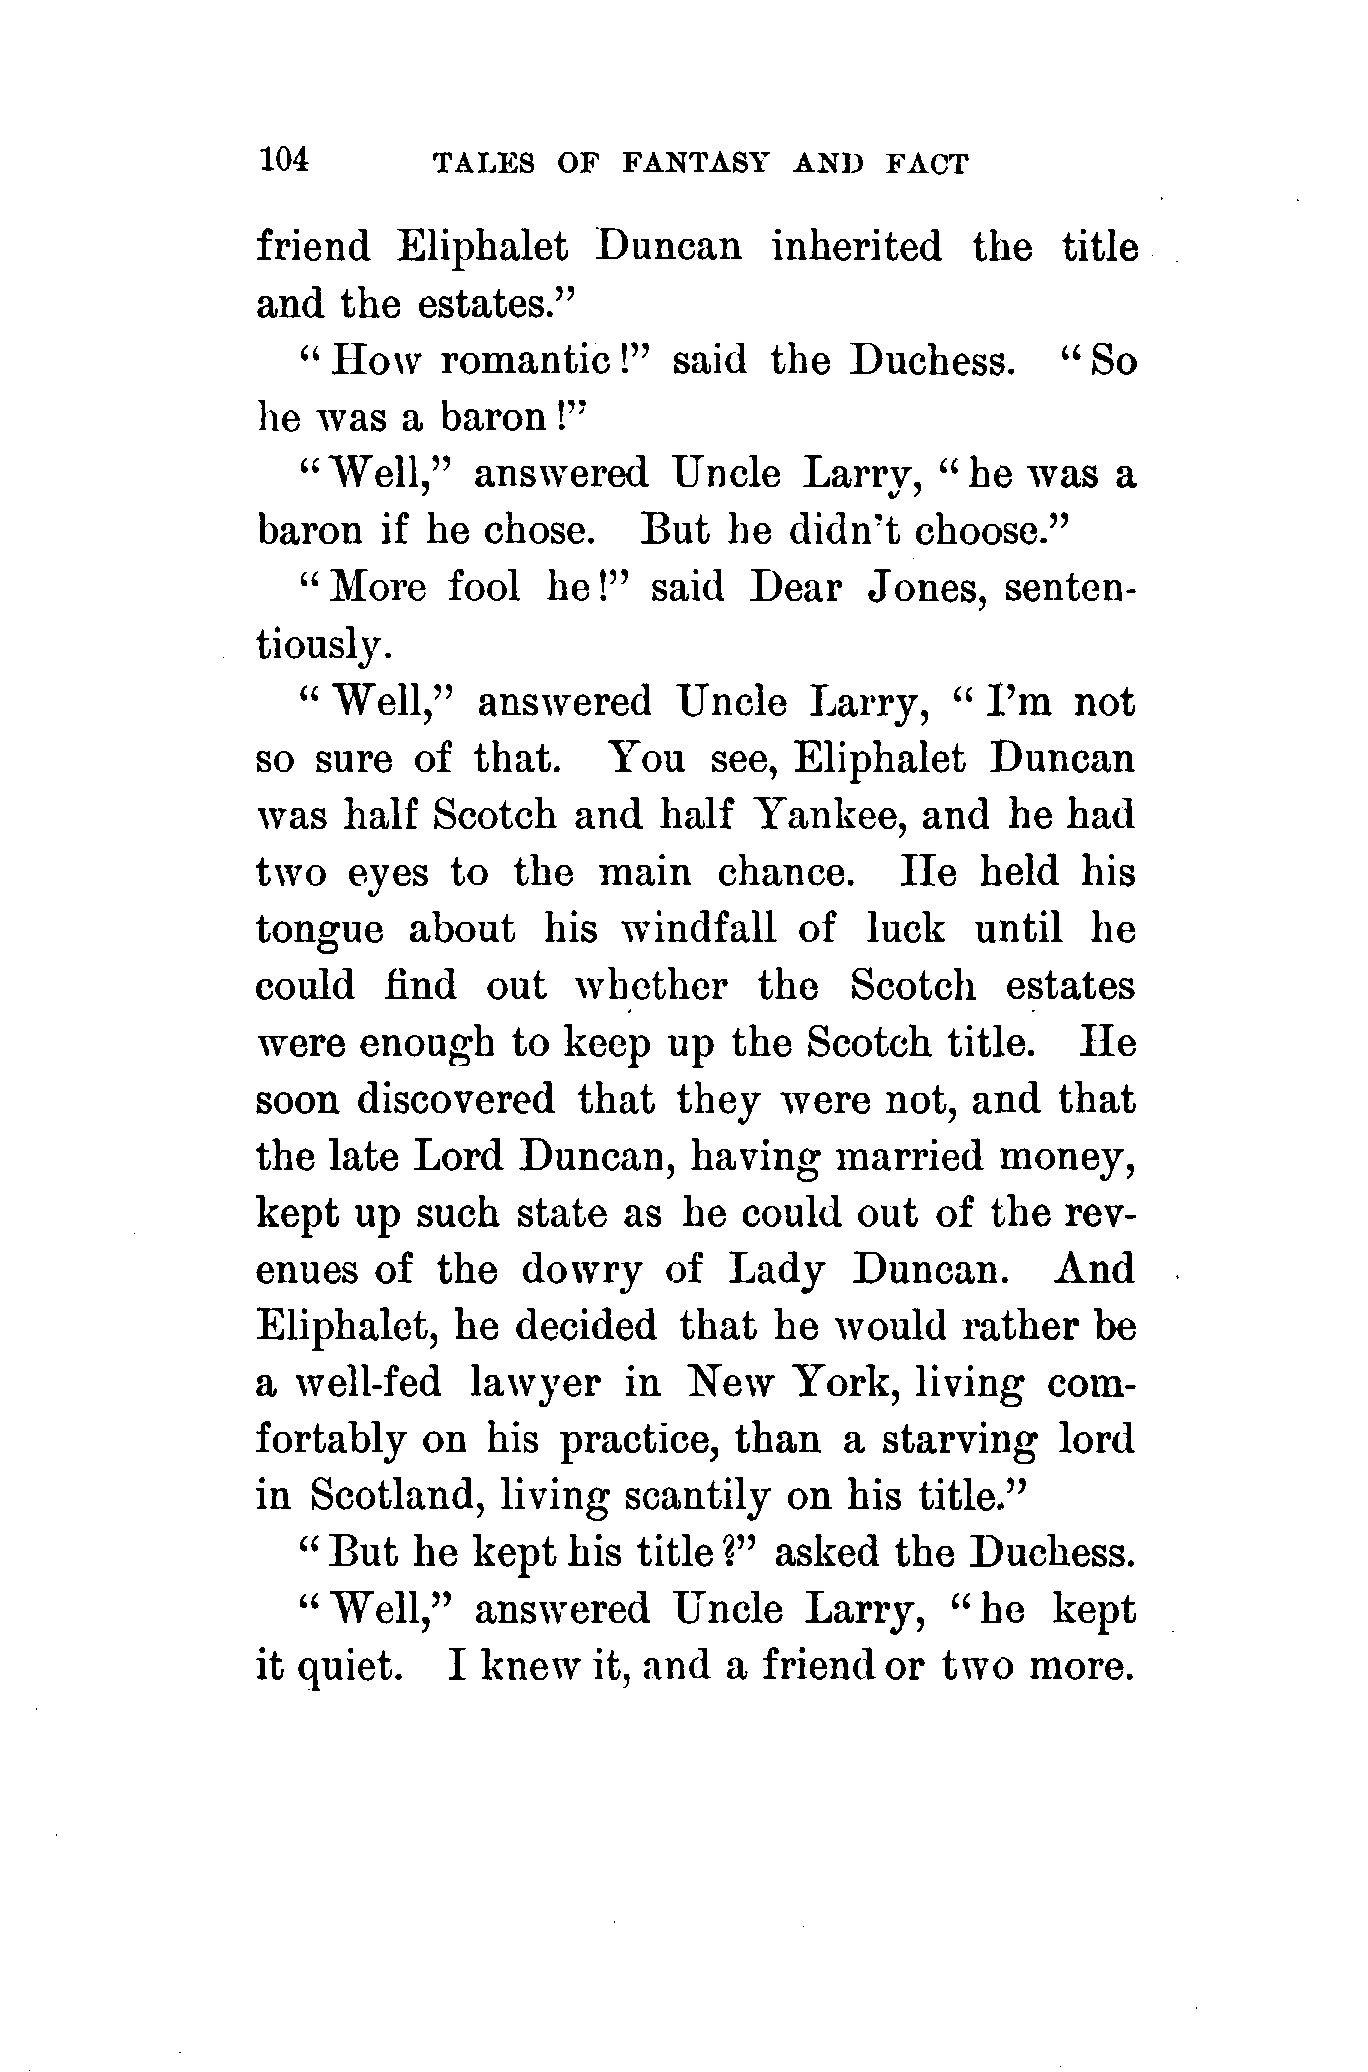 104 TALES OF FANTASY AND FACT
friend Eliphalet Duncan inherited the title
and the estates.”
“ How romantic !” said the Duchess. “ So
he was a baron !”
“ Well,” answered Uncle Larry, “ he was a
baron if he chose. But he didn’t choose.”
“ More fool he !” said Dear Jones, senten-
tiously.
“ Well,” answered Uncle Larry, “ I’m not
so sure of that. You see, Eliphalet Duncan
was half Scotch and half Yankee, and he had
two eyes to the main chance. He held his
tongue about his windfall of luck until he
could find out whether the Scotch estates
were enough to keep up the Scotch title. He
soon discovered that they were not, and that
the late Lord Duncan, having married money,
kept up such state as he could out of the rev-
enues of the dowry of Lady Duncan. And
Eliphalet, he decided that he would rather be
a well-fed lawyer in New York, living com-
fortably on his practice, than a starving lord
in Scotland, living scantily on his title.”
“ But he kept his title ?” asked the Duchess.
“ Well,” answered Uncle Larry, “ he kept
it quiet. I knew it, and a friend or two more.